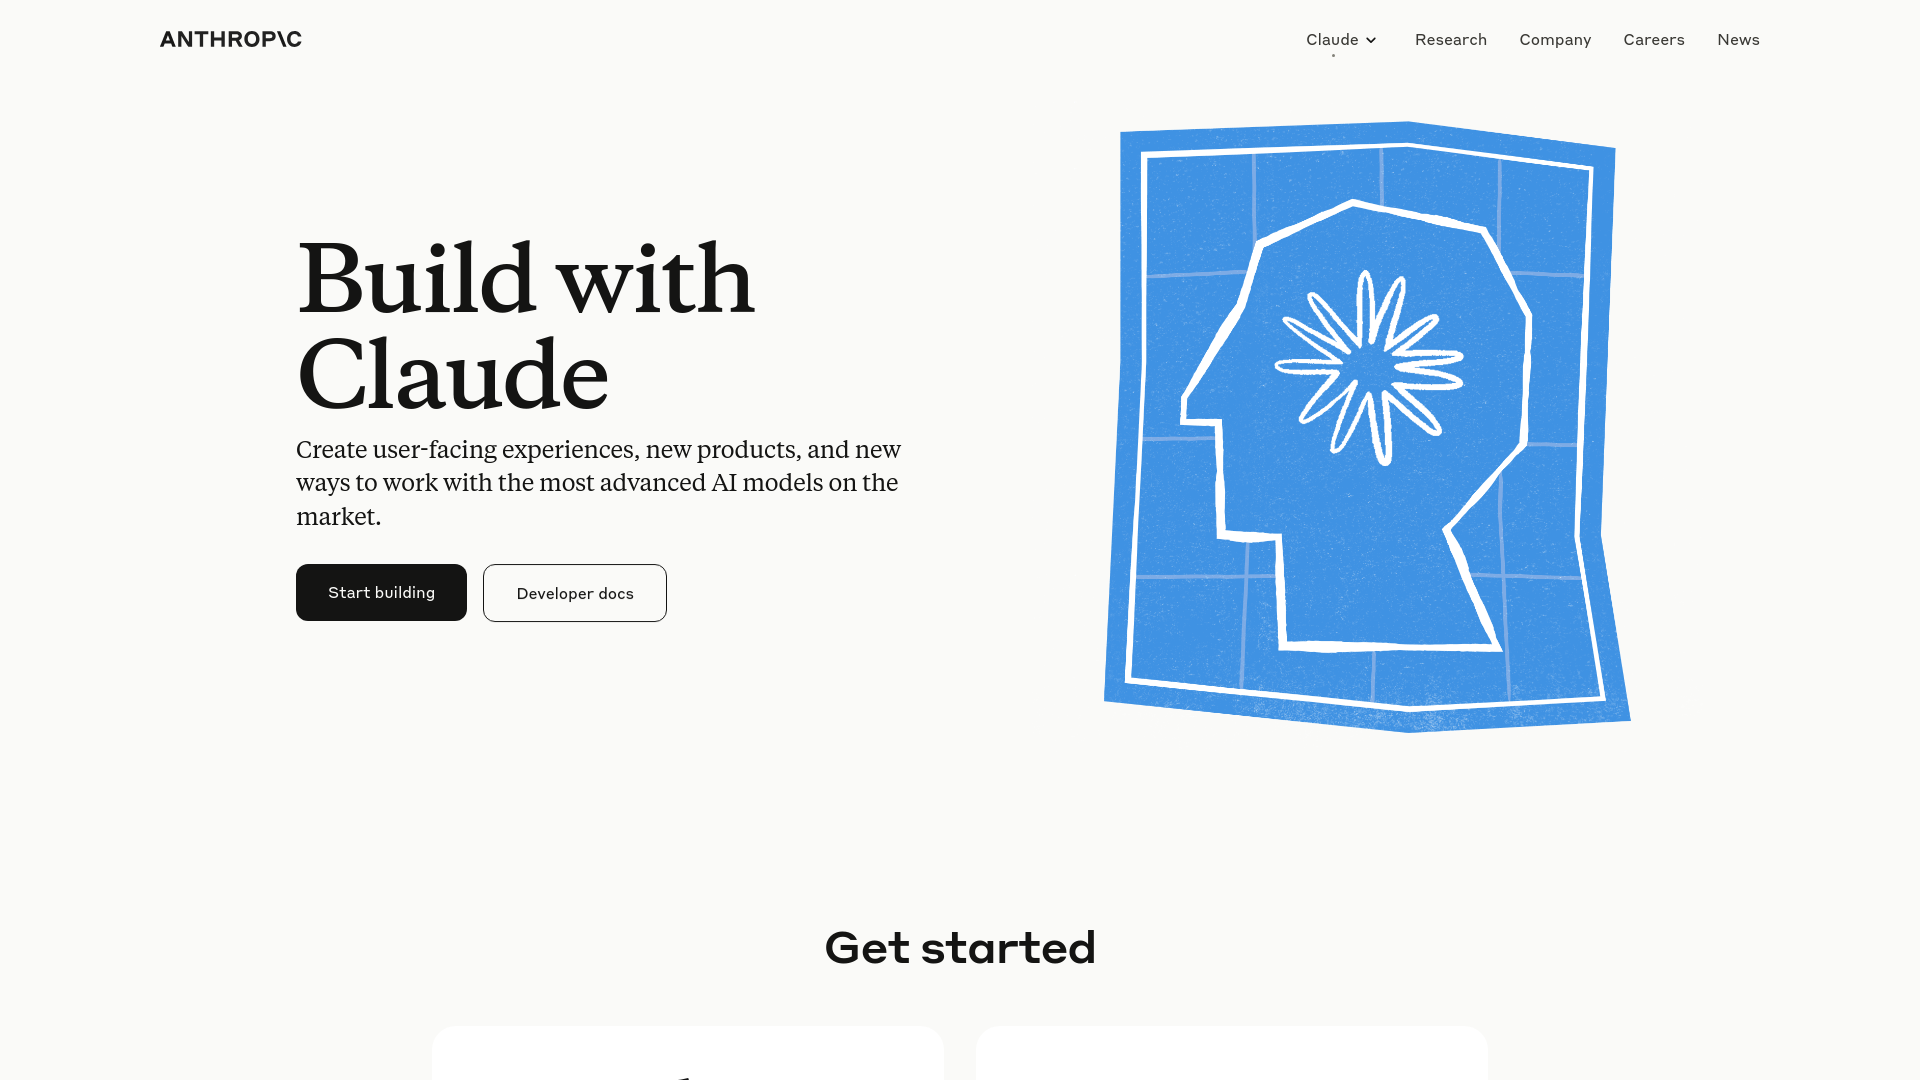 ANTHROP\C
Claude
Research
Company
Careers
News
Build with
Claude
Create user-facing experiences, new products, and new
ways to work with the most advanced AI models on the
market.
Start building
Developer docs
Get started